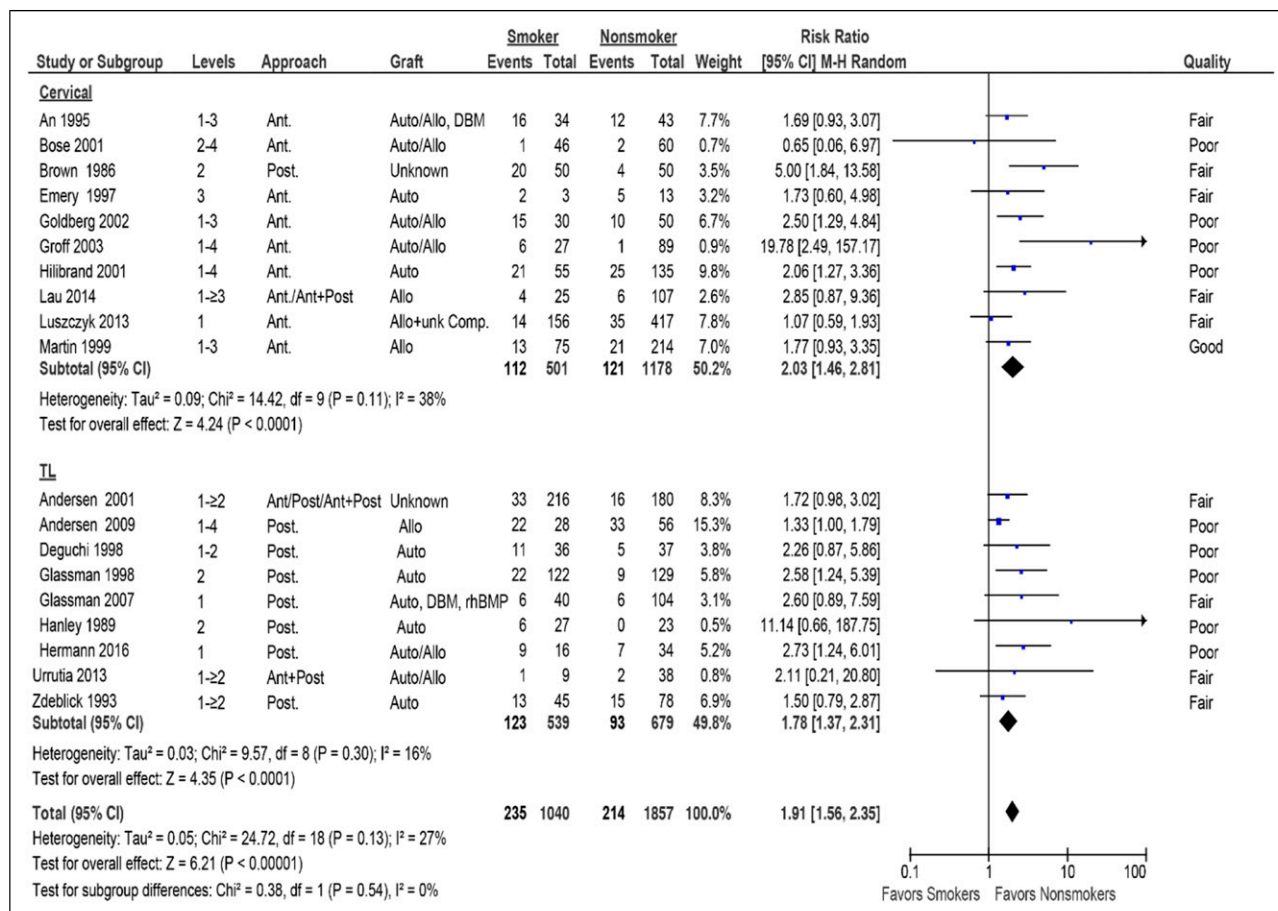 Smoker Nonsmoker Risk Ratio
Study or Subgroup Levels Approach Graft Events Total Events Total Weight [95% CI] M-H Random Quality
Cervical
An 1995 1-3 Ant. Auto/Allo, DBM 16 34 12 43 7.7% 1.69 [0.93, 3.07] Fair
Bose 2001 2-4 Ant. Auto/Allo 1 46 2 60 0.7% 0.65 [0.06, 6.97] Poor
Brown 1986 2 Post. Unknown 20 50 4 50 3.5% 5.00 [1.84, 13.58] Fair
Emery 1997 3 Ant. Auto 2 3 5 13 3.2% 1.73 [0.60, 4.98] Fair
Goldberg 2002 1-3 Ant. Auto/Allo 15 30 10 50 6.7% 2.50 [1.29, 4.84] Poor
Groff 2003 1-4 Ant. Auto/Allo 6 27 1 89 0.9% 19.78 [2.49, 157.17] Poor
Hilibrand 2001 1-4 Ant. Auto 21 55 25 135 9.8% 2.06 [1.27, 3.36] Poor
Lau 2014 1-≥3 Ant./Ant+Post Allo 4 25 6 107 2.6% 2.85 [0.87, 9.36] Fair
Luszczyk 2013 1 Ant. Allo+unk Comp. 14 156 35 417 7.8% 1.07 [0.59, 1.93] Fair
Martin 1999 1-3 Ant. Allo 13 75 21 214 7.0% 1.77 [0.93, 3.35] Good
Subtotal (95% CI) 112 501 121 1178 50.2% 2.03 [1.46, 2.81]
Heterogeneity: Tau² = 0.09; Chi² = 14.42, df = 9 (P = 0.11); I² = 38%
Test for overall effect: Z = 4.24 (P < 0.0001)
TL
Andersen 2001 1-≥2 Ant/Post/Ant+Post Unknown 33 216 16 180 8.3% 1.72 [0.98, 3.02] Fair
Andersen 2009 1-4 Post. Allo 22 28 33 56 15.3% 1.33 [1.00, 1.79] Poor
Deguchi 1998 1-2 Post. Auto 11 36 5 37 3.8% 2.26 [0.87, 5.86] Poor
Glassman 1998 2 Post. Auto 22 122 9 129 5.8% 2.58 [1.24, 5.39] Poor
Glassman 2007 1 Post. Auto, DBM, rhBMP 6 40 6 104 3.1% 2.60 [0.89, 7.59] Fair
Hanley 1989 2 Post. Auto 6 27 0 23 0.5% 11.14 [0.66, 187.75] Poor
Hermann 2016 1 Post. Auto/Allo 9 16 7 34 5.2% 2.73 [1.24, 6.01] Poor
Urrutia 2013 1-≥2 Ant+Post Auto/Allo 1 9 2 38 0.8% 2.11 [0.21, 20.80] Fair
Zdeblick 1993 1-≥2 Post. Auto 13 45 15 78 6.9% 1.50 [0.79, 2.87] Fair
Subtotal (95% CI) 123 539 93 679 49.8% 1.78 [1.37, 2.31]
Heterogeneity: Tau² = 0.03; Chi² = 9.57, df = 8 (P = 0.30); I² = 16%
Test for overall effect: Z = 4.35 (P < 0.0001)
Total (95% CI) 235 1040 214 1857 100.0% 1.91 [1.56, 2.35]
Heterogeneity: Tau² = 0.05; Chi² = 24.72, df = 18 (P = 0.13); I² = 27%
Test for overall effect: Z = 6.21 (P < 0.00001)
Test for subgroup differences: Chi² = 0.38, df = 1 (P = 0.54), I² = 0%
0.1 1 10 100
Favors Smokers Favors Nonsmokers